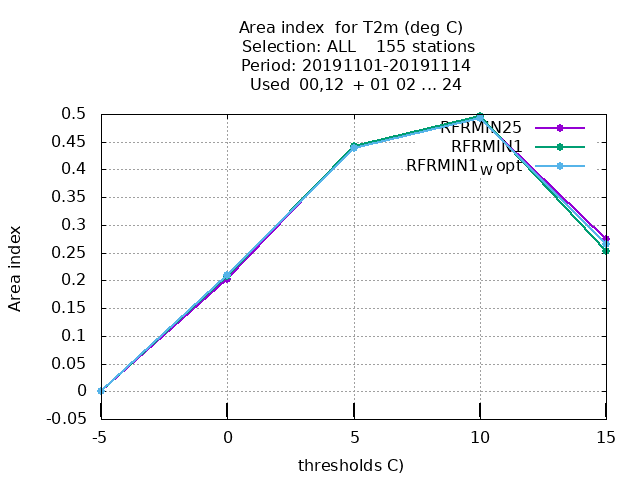 Area index  for T2m (deg C)
Selection: ALL    155 stations
Period: 20191101-20191114
Used  00,12  + 01 02 ... 24
0.5
0.45
0.4
0.35
0.3
0.25
0.2
0.15
0.1
0.05
0
-0.05
Area index
RFRMIN25
RFRMIN1
RFRMIN1W opt
-5 0 5 10 15
thresholds C)